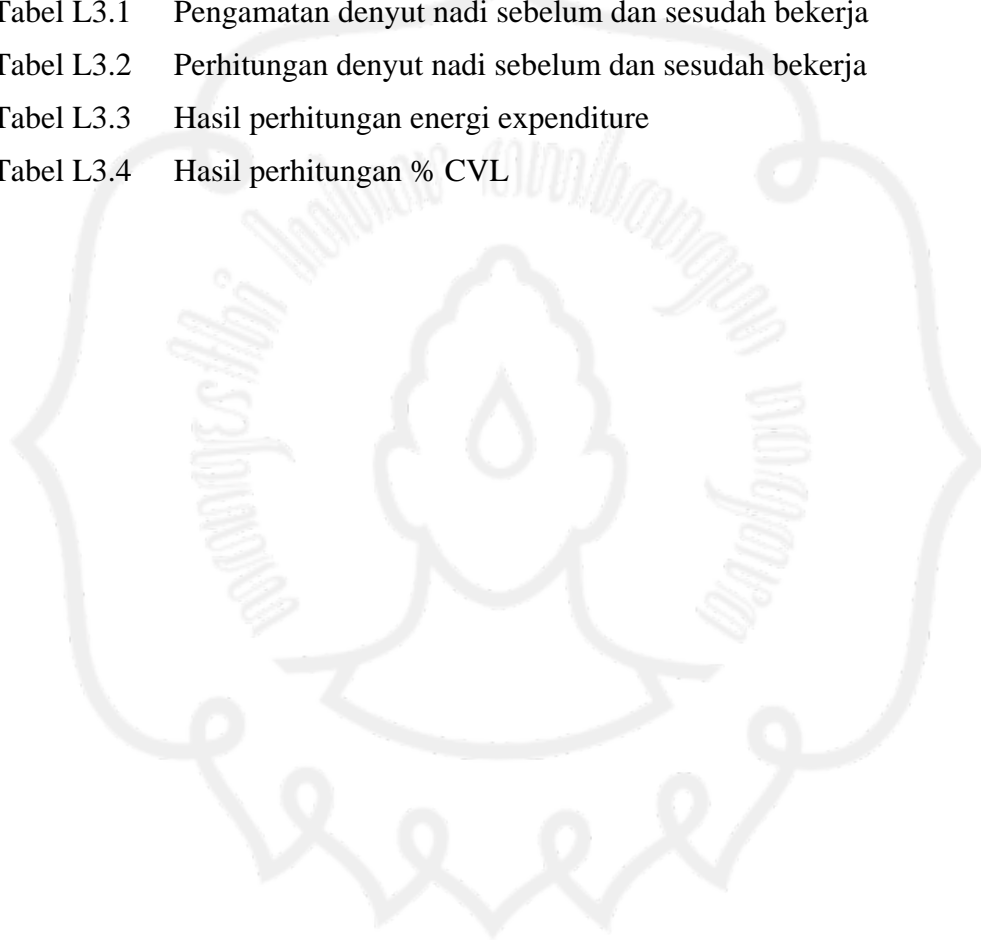 Tabel L3.1 Pengamatan denyut nadi sebelum dan sesudah bekerja
Tabel L3.2 Perhitungan denyut nadi sebelum dan sesudah bekerja
Tabel L3.3 Hasil perhitungan energi expenditure
Tabel L3.4 Hasil perhitungan % CVL